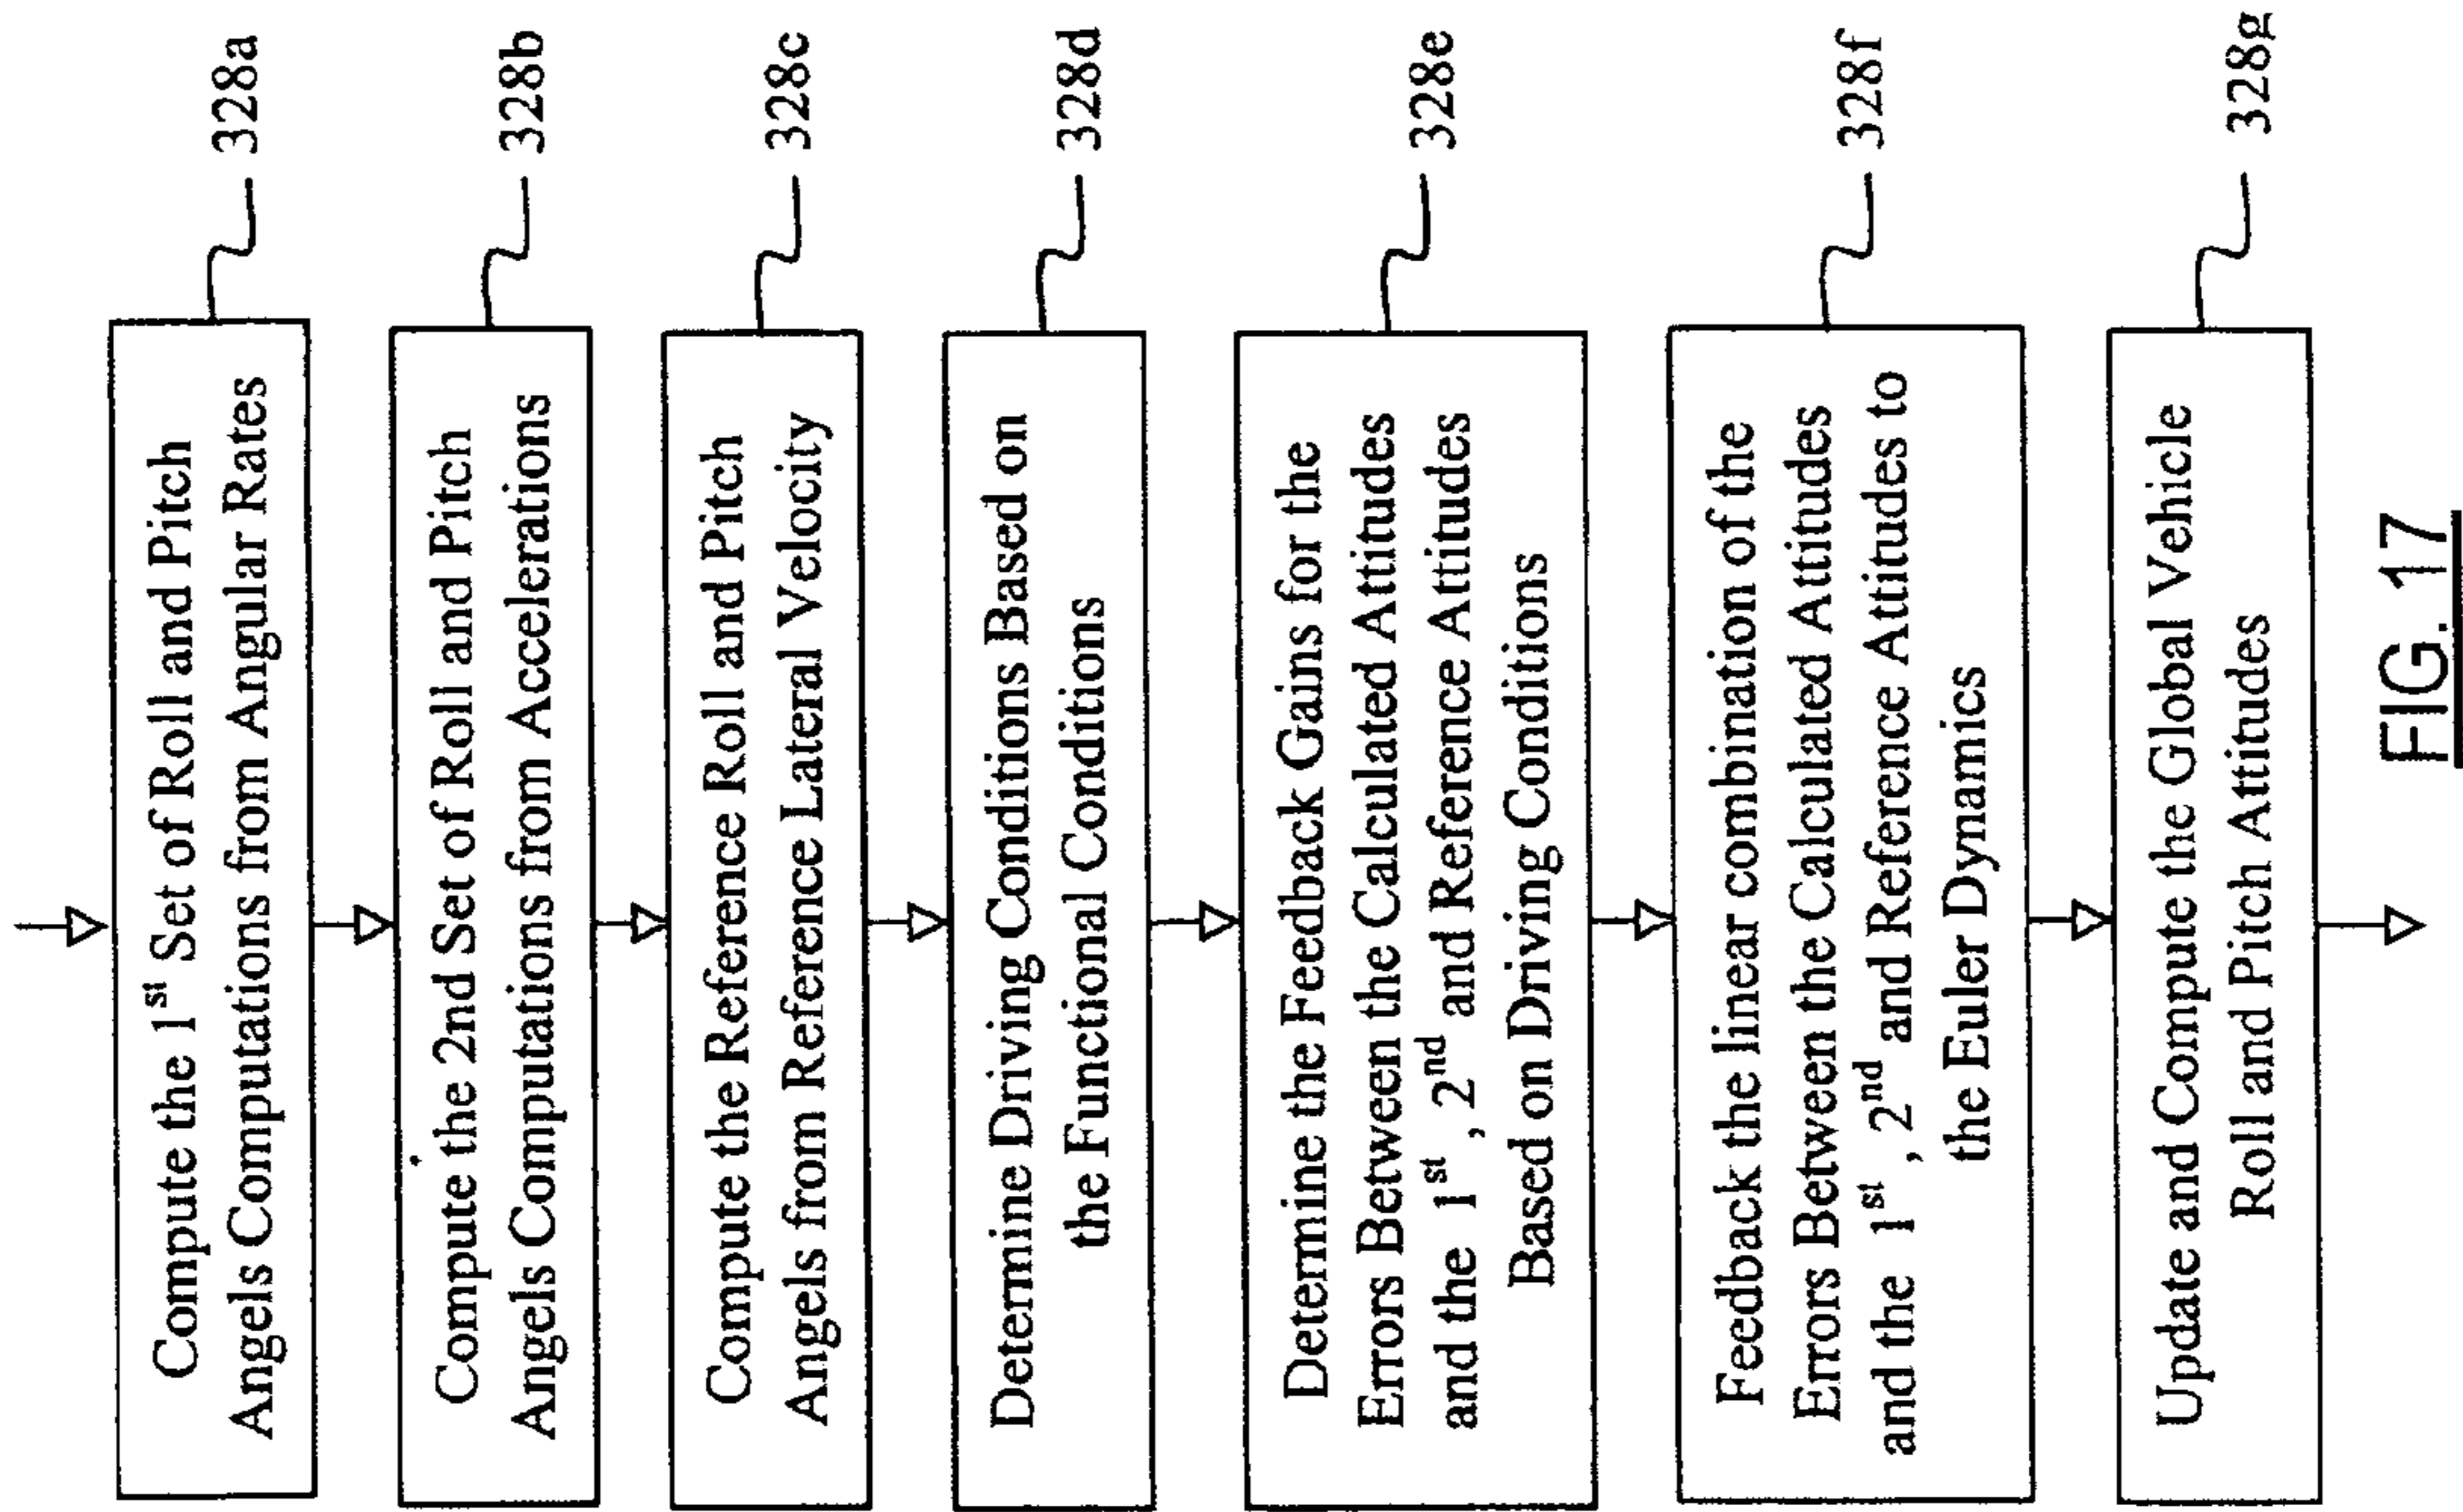 Compute the 1st Set of Roll and Pitch
Angels Computations from Angular Rates
328a
Compute the 2nd Set of Roll and Pitch
Angels Computations from Accelerations
328b
Compute the Reference Roll and Pitch
Angels from Reference Lateral Velocity
328c
Determine Driving Conditions Based on
the Functional Conditions
328d
Determine the Feedback Gains for the
Errors Between the Calculated Attitudes
and the 1st, 2nd and Reference Attitudes
Based on Driving Conditions
328e
Feedback the linear combination of the
Errors Between the Calculated Attitudes
and the 1st, 2nd and Reference Attitudes to
the Euler Dynamics
328f
Update and Compute the Global Vehicle
Roll and Pitch Attitudes
328g
FIG. 17